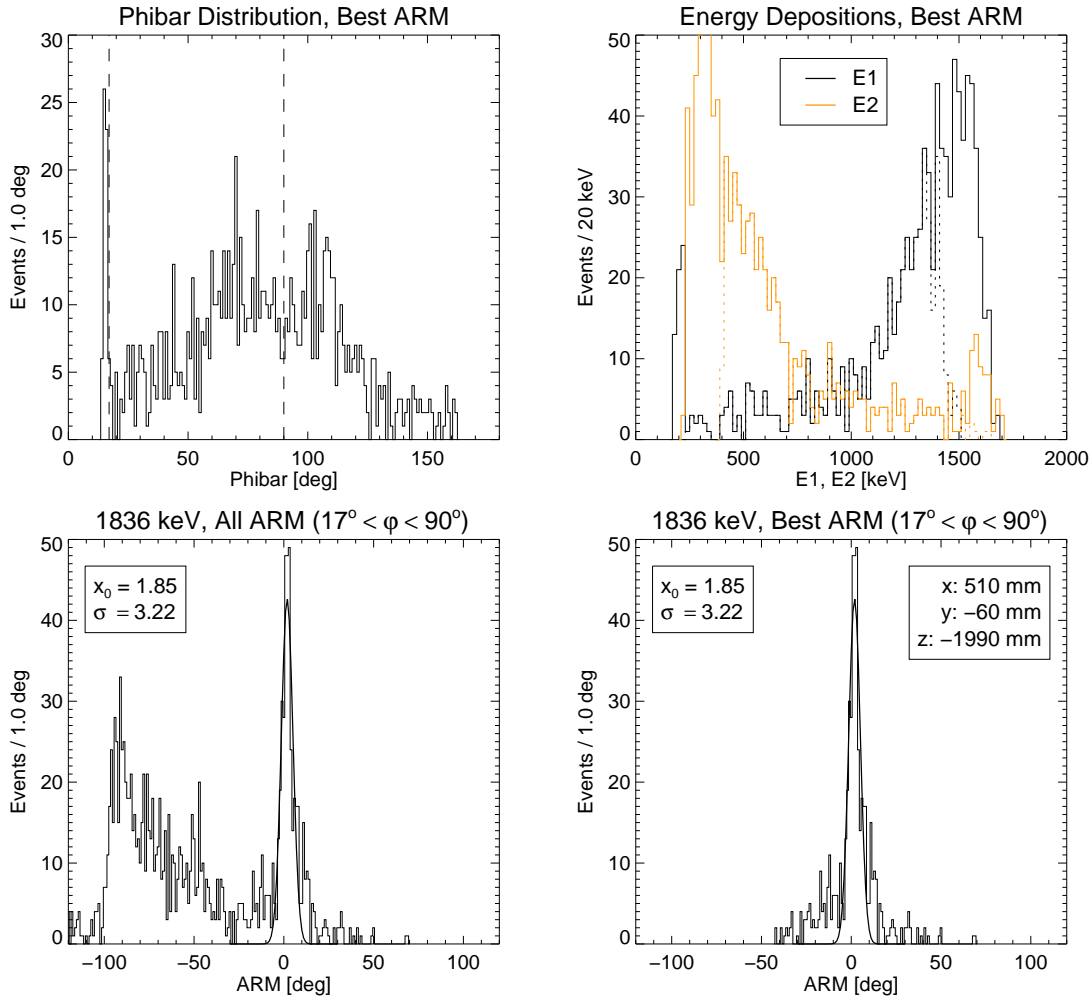 Phibar Distribution, Best ARM
30
25
20
15
10
5
0
Events / 1.0 deg
0 50 100 150
Phibar [deg]
Energy Depositions, Best ARM
50
40
30
20
10
0
Events / 20 keV
E1
E2
0 500 1000 1500 2000
E1, E2 [keV]
1836 keV, All ARM (17° < φ < 90°)
50
40
30
20
10
0
Events / 1.0 deg
x₀ = 1.85
σ = 3.22
−100 −50 0 50 100
ARM [deg]
1836 keV, Best ARM (17° < φ < 90°)
50
40
30
20
10
0
Events / 1.0 deg
x₀ = 1.85
σ = 3.22
x: 510 mm
y: −60 mm
z: −1990 mm
−100 −50 0 50 100
ARM [deg]